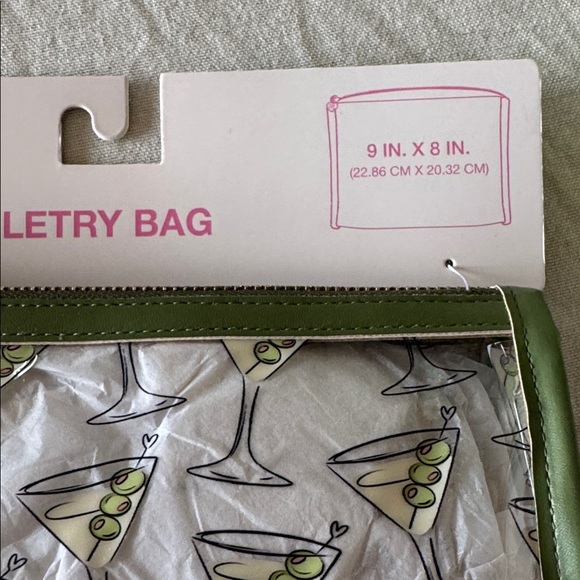 9 IN. X 8 IN.
(22.86 CM X 20.32 CM)
LETRY BAG